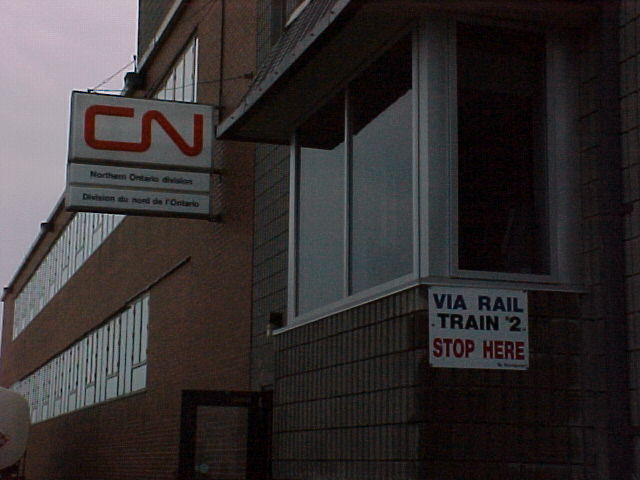 CN
Northern Ontario division
Division du nord de l'Ontario
VIA RAIL
TRAIN #2
STOP HERE